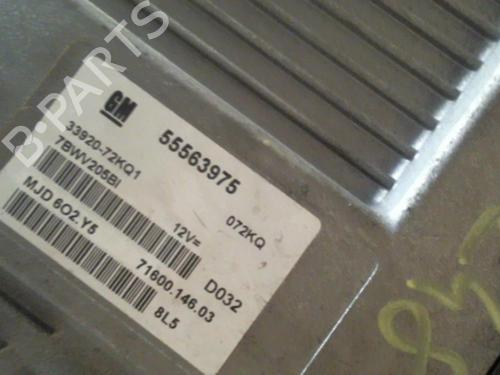 B-PARTS
GM
55563975
33920-72KQ1
7BWV205BI
12V=
072KQ
MJD 6O2.Y5
71600.146.03
D032
8L5